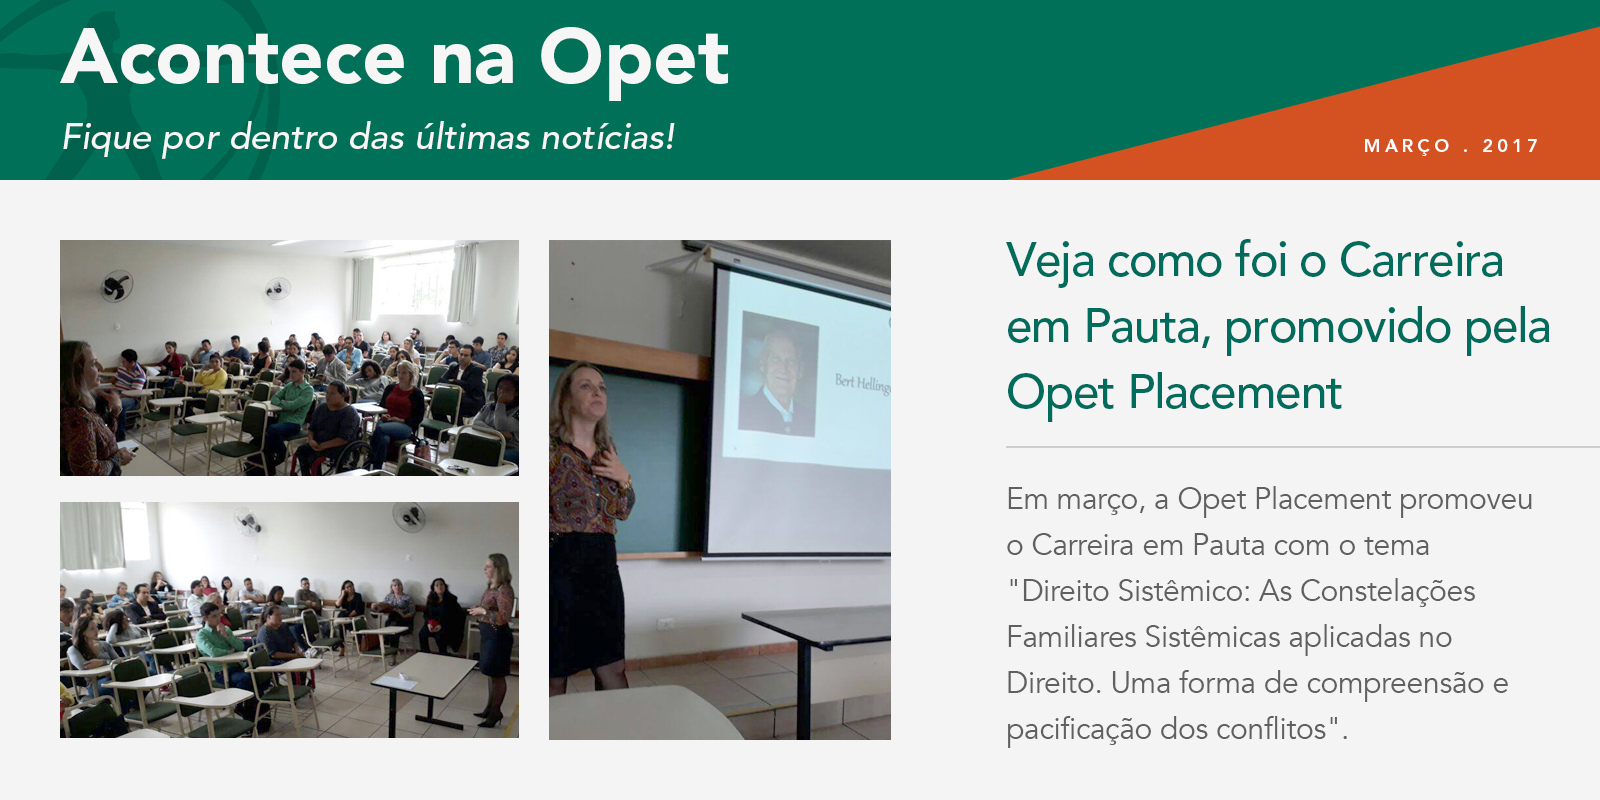 Acontece na Opet
Fique por dentro das últimas notícias!
MARÇO . 2017
Bert
Veja como foi o Carreira
em Pauta, promovido pela
Opet Placement
Em março, a Opet Placement promoveu
o Carreira em Pauta com o tema
"Direito Sistêmico: As Constelações
Familiares Sistêmicas aplicadas no
Direito. Uma forma de compreensão e
pacificação dos conflitos".